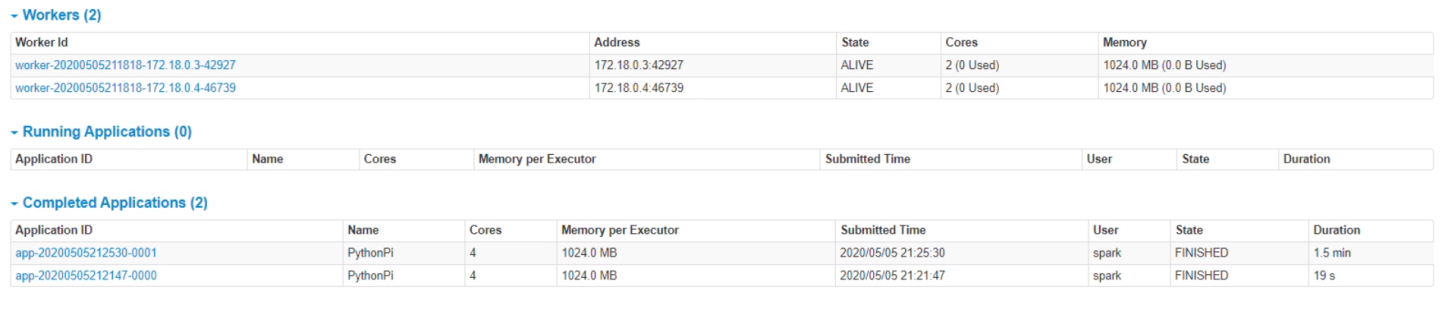 Workers (2)
Worker Id Address State Cores Memory
worker-20200505211818-172.18.0.3-42927 172.18.0.3:42927 ALIVE 2 (0 Used) 1024.0 MB (0.0 B Used)
worker-20200505211818-172.18.0.4-46739 172.18.0.4:46739 ALIVE 2 (0 Used) 1024.0 MB (0.0 B Used)
Running Applications (0)
Application ID Name Cores Memory per Executor Submitted Time User State Duration
Completed Applications (2)
Application ID Name Cores Memory per Executor Submitted Time User State Duration
app-20200505212530-0001 PythonPi 4 1024.0 MB 2020/05/05 21:25:30 spark FINISHED 1.5 min
app-20200505212147-0000 PythonPi 4 1024.0 MB 2020/05/05 21:21:47 spark FINISHED 19 s